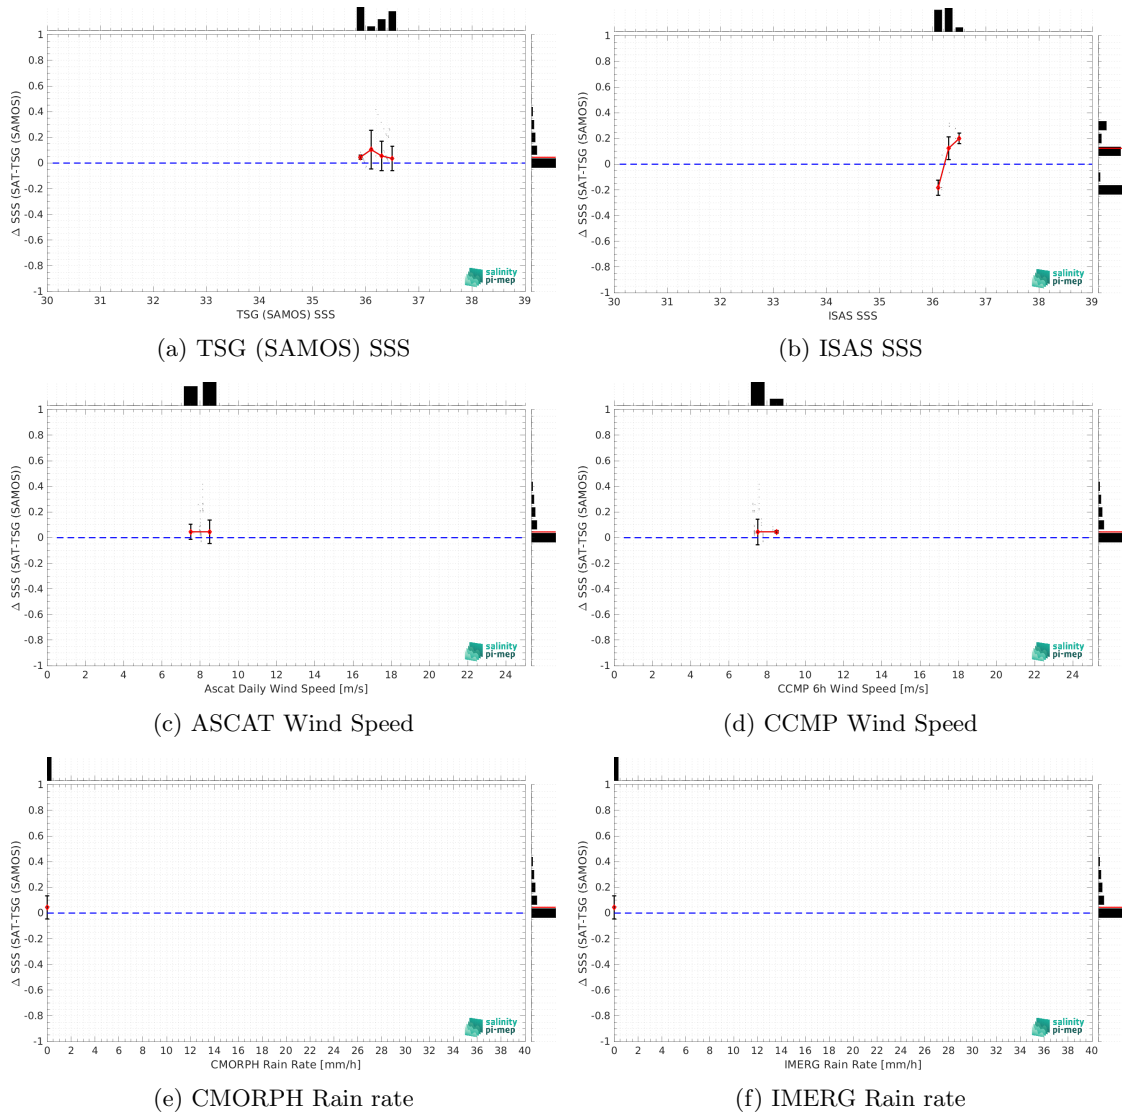 1
0.8
0.6
0.4
0.2
0
-0.2
-0.4
-0.6
-0.8
-1
Δ SSS (SAT-TSG (SAMOS))
salinity
pi-mep
30 31 32 33 34 35 36 37 38 39
TSG (SAMOS) SSS
(a) TSG (SAMOS) SSS
1
0.8
0.6
0.4
0.2
0
-0.2
-0.4
-0.6
-0.8
-1
Δ SSS (SAT-TSG (SAMOS))
salinity
pi-mep
30 31 32 33 34 35 36 37 38 39
ISAS SSS
(b) ISAS SSS
1
0.8
0.6
0.4
0.2
0
-0.2
-0.4
-0.6
-0.8
-1
Δ SSS (SAT-TSG (SAMOS))
salinity
pi-mep
0 2 4 6 8 10 12 14 16 18 20 22 24
Ascat Daily Wind Speed [m/s]
(c) ASCAT Wind Speed
1
0.8
0.6
0.4
0.2
0
-0.2
-0.4
-0.6
-0.8
-1
Δ SSS (SAT-TSG (SAMOS))
salinity
pi-mep
0 2 4 6 8 10 12 14 16 18 20 22 24
CCMP 6h Wind Speed [m/s]
(d) CCMP Wind Speed
1
0.8
0.6
0.4
0.2
0
-0.2
-0.4
-0.6
-0.8
-1
Δ SSS (SAT-TSG (SAMOS))
salinity
pi-mep
0 2 4 6 8 10 12 14 16 18 20 22 24 26 28 30 32 34 36 38 40
CMORPH Rain Rate [mm/h]
(e) CMORPH Rain rate
1
0.8
0.6
0.4
0.2
0
-0.2
-0.4
-0.6
-0.8
-1
Δ SSS (SAT-TSG (SAMOS))
salinity
pi-mep
0 2 4 6 8 10 12 14 16 18 20 22 24 26 28 30 32 34 36 38 40
IMERG Rain Rate [mm/h]
(f) IMERG Rain rate